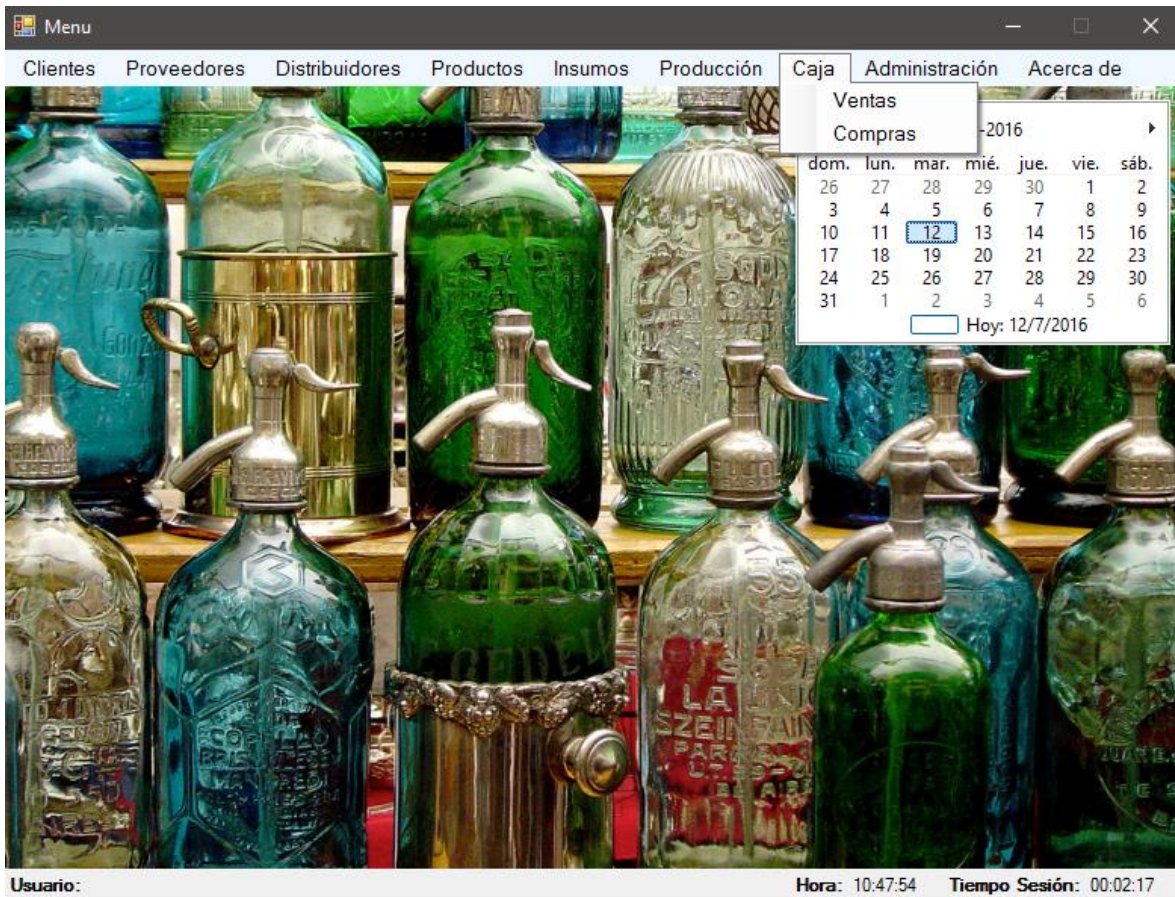 Menu
Clientes Proveedores Distribuidores Productos Insumos Producción Caja Administración Acerca de
Ventas
Compras
-2016
dom. lun. mar. mié. jue. vie. sáb.
26 27 28 29 30 1 2
3 4 5 6 7 8 9
10 11 12 13 14 15 16
17 18 19 20 21 22 23
24 25 26 27 28 29 30
31 1 2 3 4 5 6
Hoy: 12/7/2016
PUJOL
LA
Usuario: Hora: 10:47:54 Tiempo Sesión: 00:02:17